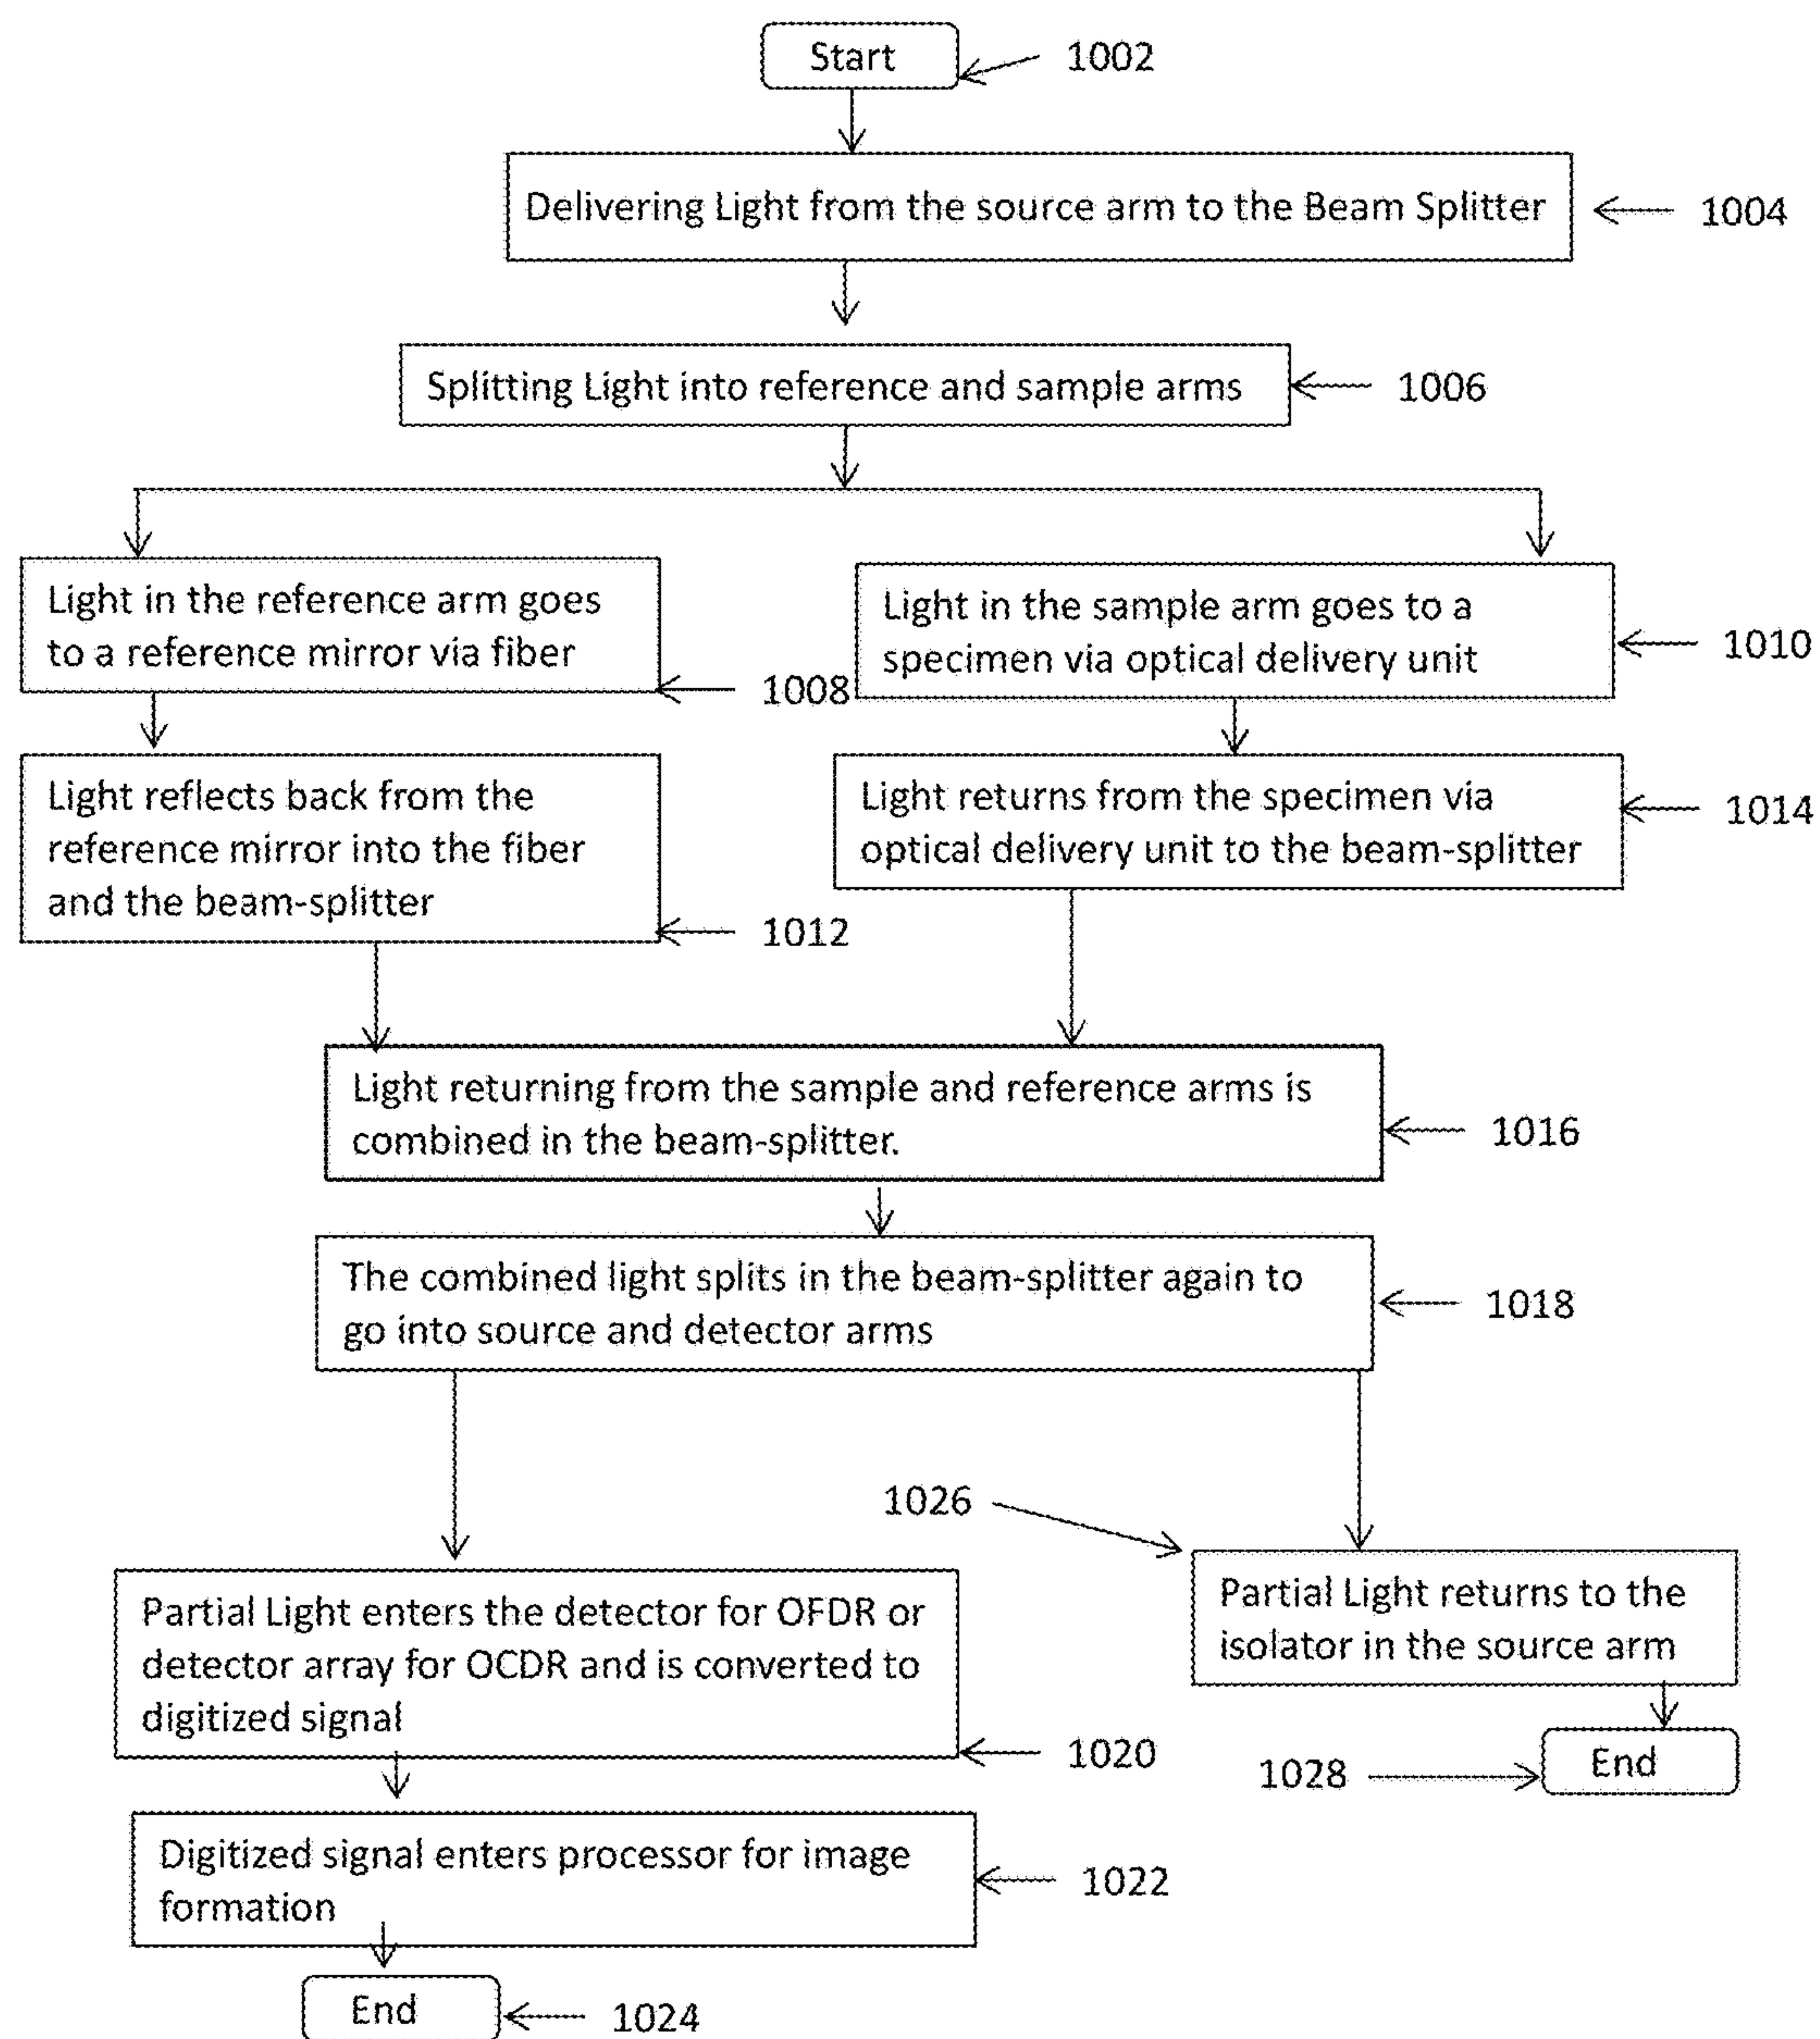 Start
1002
Delivering Light from the source arm to the Beam Splitter
1004
Splitting Light into reference and sample arms
1006
Light in the reference arm goes
to a reference mirror via fiber
1008
Light in the sample arm goes to a
specimen via optical delivery unit
1010
Light reflects back from the
reference mirror into the fiber
and the beam-splitter
1012
Light returns from the specimen via
optical delivery unit to the beam-splitter
1014
Light returning from the sample and reference arms is
combined in the beam-splitter.
1016
The combined light splits in the beam-splitter again to
go into source and detector arms
1018
1026
Partial Light enters the detector for OFDR or
detector array for OCDR and is converted to
digitized signal
1020
Partial Light returns to the
isolator in the source arm
End
1028
Digitized signal enters processor for image
formation
1022
End
1024